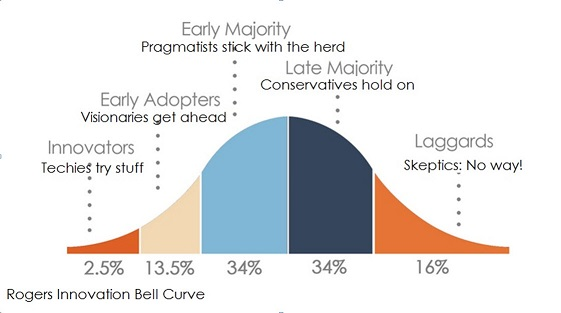 Early Majority
Pragmatists stick with the herd
Late Majority
Conservatives hold on
Early Adopters
Visionaries get ahead
Innovators
Techies try stuff
Laggards
Skeptics: No way!
2.5% 13.5% 34% 34% 16%
Rogers Innovation Bell Curve